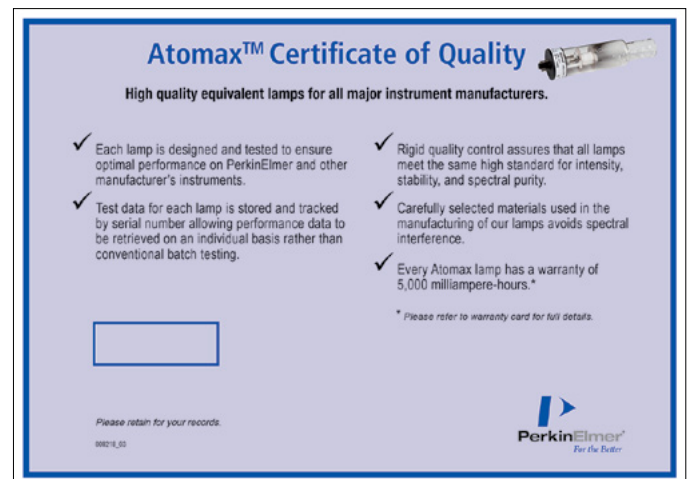 Atomax™ Certificate of Quality
High quality equivalent lamps for all major instrument manufacturers.
✓ Each lamp is designed and tested to ensure
optimal performance on PerkinElmer and other
manufacturer's instruments.
✓ Test data for each lamp is stored and tracked
by serial number allowing performance data to
be retrieved on an individual basis rather than
conventional batch testing.
✓ Rigid quality control assures that all lamps
meet the same high standard for intensity,
stability, and spectral purity.
✓ Carefully selected materials used in the
manufacturing of our lamps avoids spectral
interference.
✓ Every Atomax lamp has a warranty of
5,000 milliampere-hours.*
* Please refer to warranty card for full details.
Please retain for your records.
PerkinElmer®
For the Better